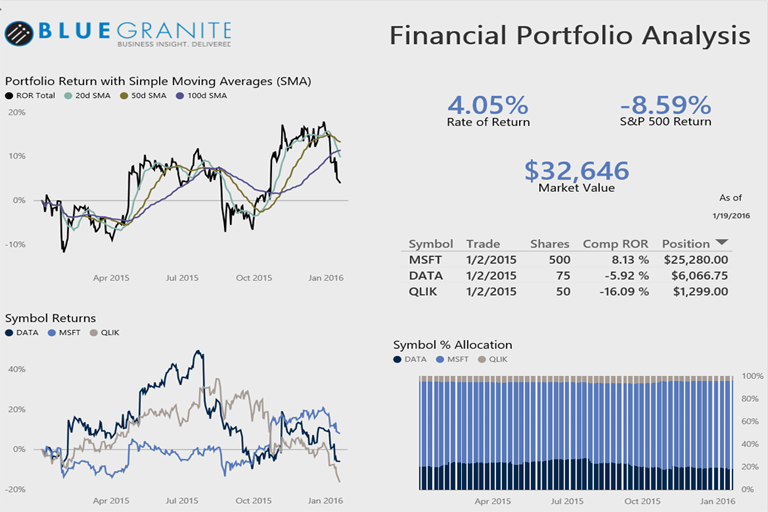 BLUEGRANITE
BUSINESS INSIGHT. DELIVERED
Financial Portfolio Analysis
Portfolio Return with Simple Moving Averages (SMA)
ROR Total 20d SMA 50d SMA 100d SMA
20%
10%
0%
-10%
Apr 2015 Jul 2015 Oct 2015 Jan 2016
4.05%
Rate of Return
-8.59%
S&P 500 Return
$32,646
Market Value
As of
1/19/2016
Symbol Trade Shares Comp ROR Position
MSFT 1/2/2015 500 8.13 % $25,280.00
DATA 1/2/2015 75 -5.92 % $6,066.75
QLIK 1/2/2015 50 -16.09 % $1,299.00
Symbol Returns
DATA MSFT QLIK
40%
20%
0%
-20%
Apr 2015 Jul 2015 Oct 2015 Jan 2016
Symbol % Allocation
DATA MSFT QLIK
100%
80%
60%
40%
20%
0%
Apr 2015 Jul 2015 Oct 2015 Jan 2016